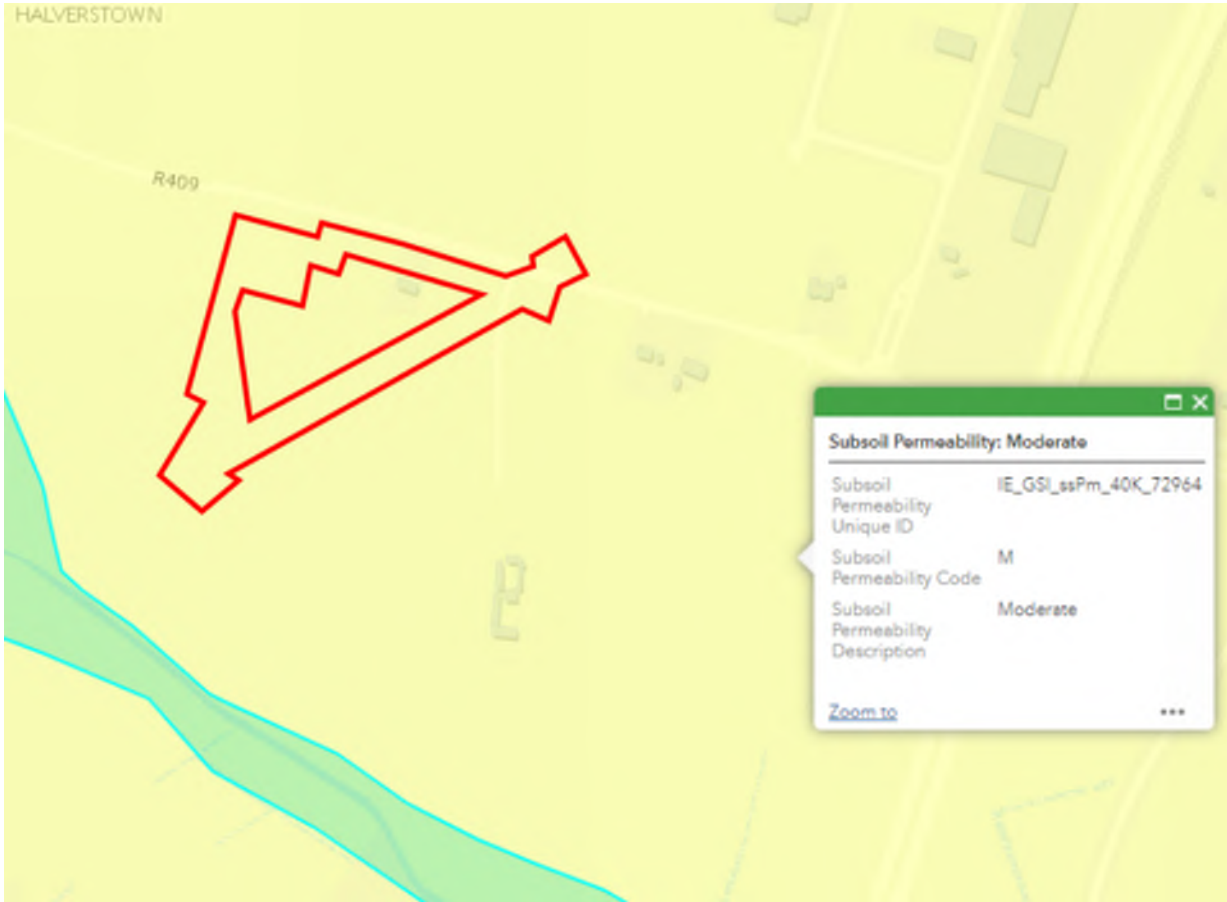 HALVERSTOWN
R409
Subsoil Permeability: Moderate
Subsoil
Permeability
Unique ID
IE_GSI_ssPm_40K_72964
Subsoil
Permeability Code
M
Subsoil
Permeability
Description
Moderate
Zoom to